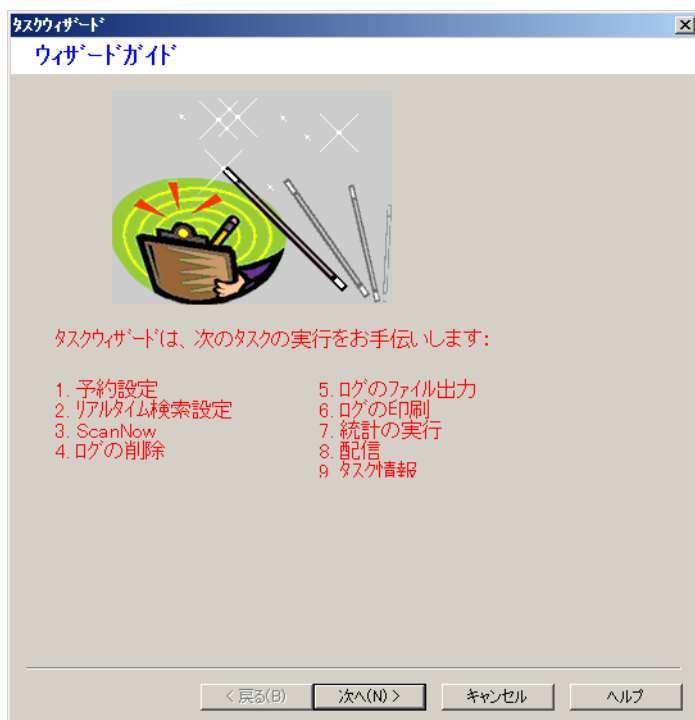 タスクウィザード
ウィザードガイド
タスクウィザードは、次のタスクの実行をお手伝いします:
1. 予約設定
2. リアルタイム検索設定
3. ScanNow
4. ログの削除
5. ログのファイル出力
6. ログの印刷
7. 統計の実行
8. 配信
9. タスク情報
< 戻る(B)
次へ(N) >
キャンセル
ヘルプ